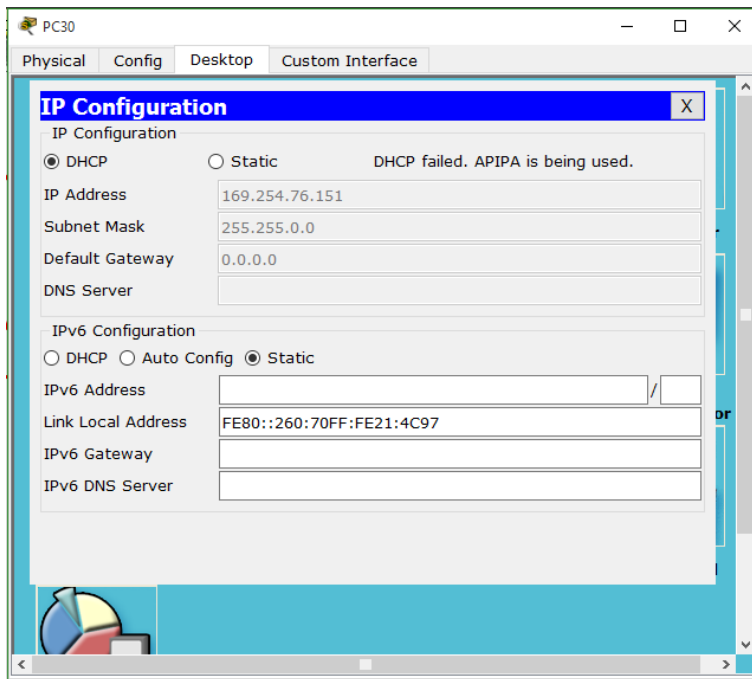 PC30
Physical Config Desktop Custom Interface
IP Configuration X
IP Configuration
DHCP Static DHCP failed. APIPA is being used.
IP Address 169.254.76.151
Subnet Mask 255.255.0.0
Default Gateway 0.0.0.0
DNS Server
IPv6 Configuration
DHCP Auto Config Static
IPv6 Address /
Link Local Address FE80::260:70FF:FE21:4C97
IPv6 Gateway
IPv6 DNS Server
or